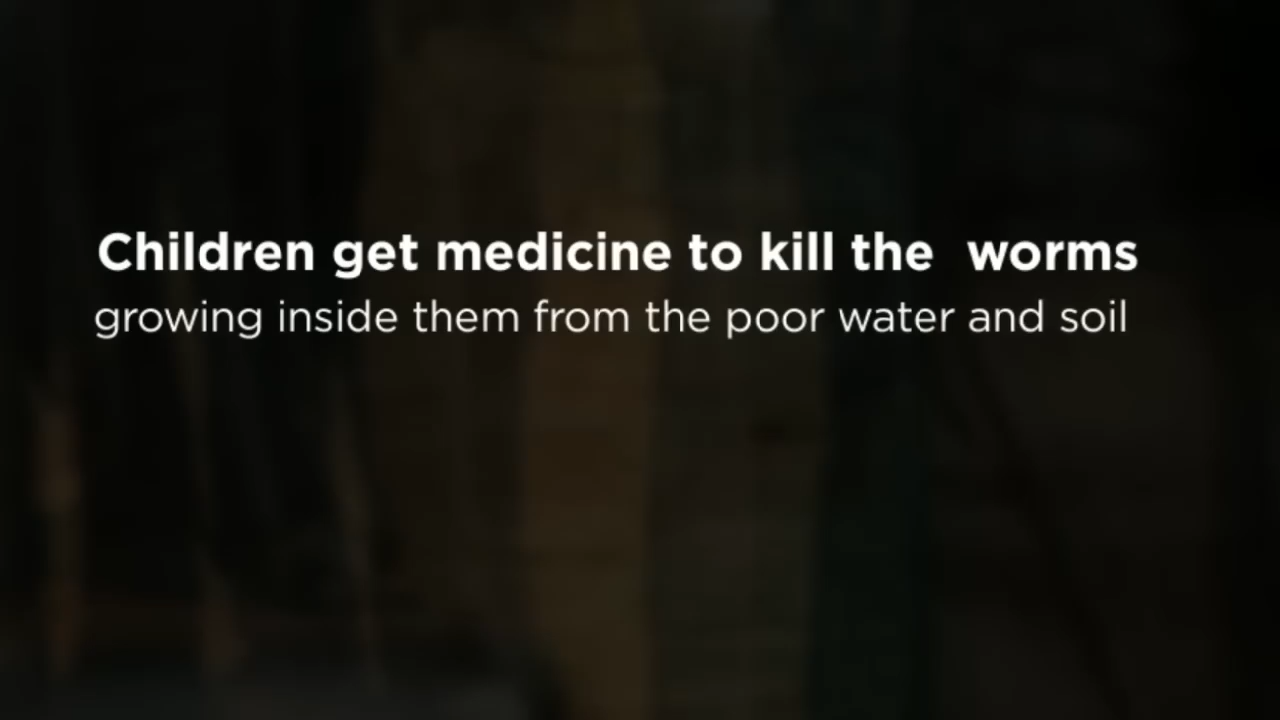 Children get medicine to kill the  worms
growing inside them from the poor water and soil